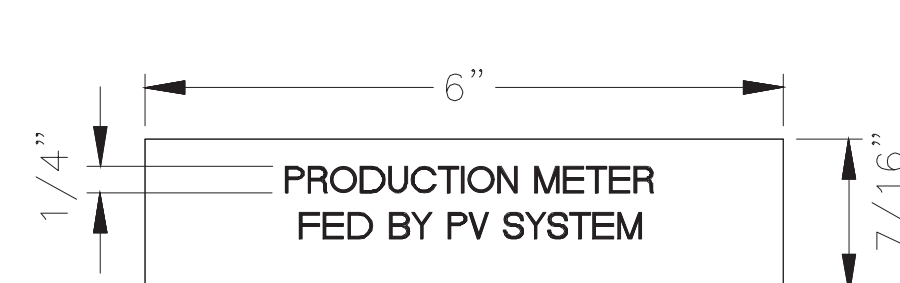 6”
1/4”
PRODUCTION METER
FED BY PV SYSTEM
7/16”